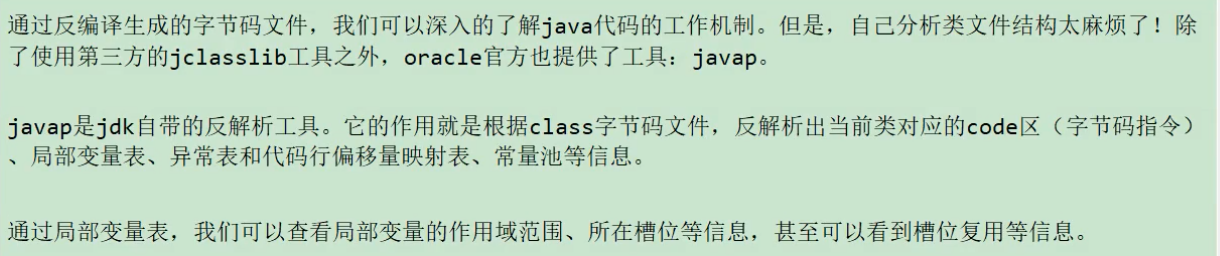 通过反编译生成的字节码文件，我们可以深入的了解java代码的工作机制。但是，自己分析类文件结构太麻烦了！除
了使用第三方的jclasslib工具之外，oracle官方也提供了工具：javap。
javap是jdk自带的反解析工具。它的作用就是根据class字节码文件，反解析出当前类对应的code区（字节码指令）
、局部变量表、异常表和代码行偏移量映射表、常量池等信息。
通过局部变量表，我们可以查看局部变量的作用域范围、所在槽位等信息，甚至可以看到槽位复用等信息。